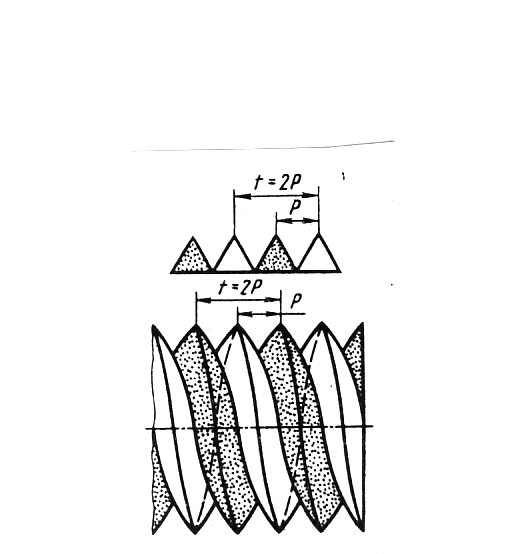 t = 2P
P
t = 2P
P